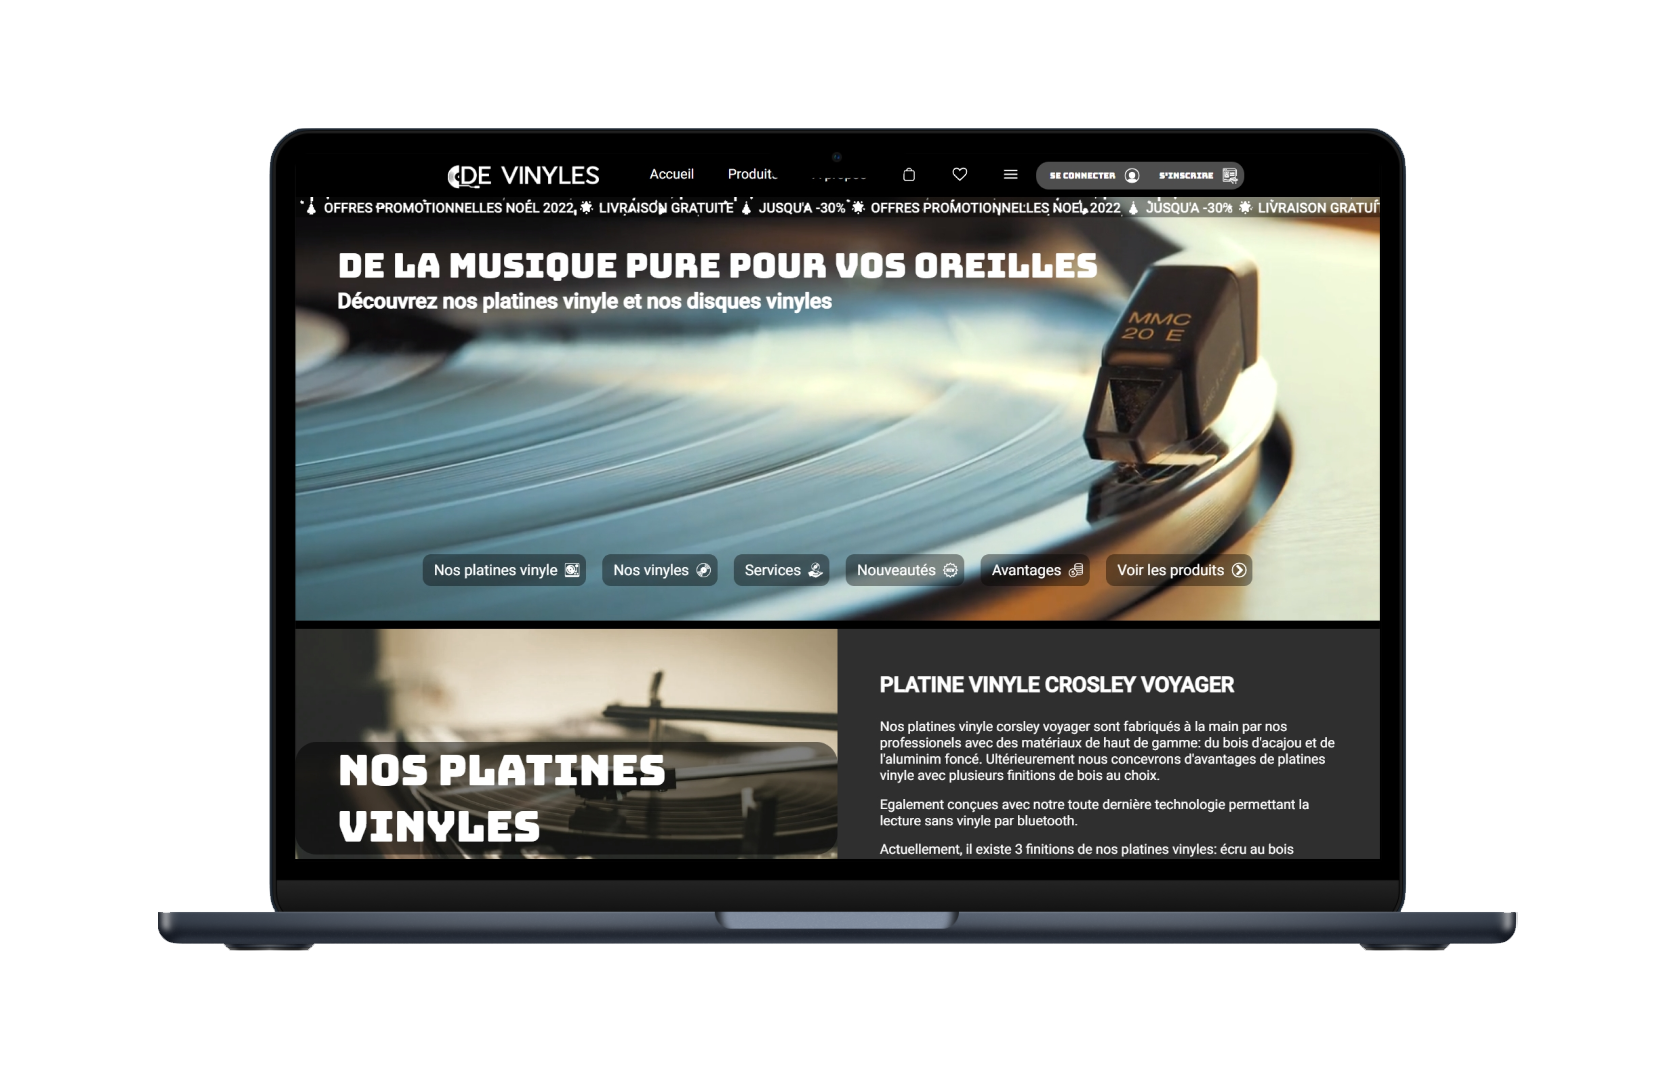 DE VINYLES
Accueil
Produits
SE CONNECTER
S'INSCRIRE
OFFRES PROMOTIONNELLES NOËL 2022, LIVRAISON GRATUITE JUSQU'A -30% OFFRES PROMOTIONNELLES NOËL 2022 JUSQU'A -30% LIVRAISON GRATUIT
DE LA MUSIQUE PURE POUR VOS OREILLES
Découvrez nos platines vinyle et nos disques vinyles
MMC
20 E
Nos platines vinyle
Nos vinyles
Services
Nouveautés
Avantages
Voir les produits
NOS PLATINES
VINYLES
PLATINE VINYLE CROSLEY VOYAGER
Nos platines vinyle corsley voyager sont fabriqués à la main par nos
professionels avec des matériaux de haut de gamme: du bois d'acajou et de
l'aluminim foncé. Ultérieurement nous concevrons d'avantages de platines
vinyle avec plusieurs finitions de bois au choix.
Egalement conçues avec notre toute dernière technologie permettant la
lecture sans vinyle par bluetooth.
Actuellement, il existe 3 finitions de nos platines vinyles: écru au bois